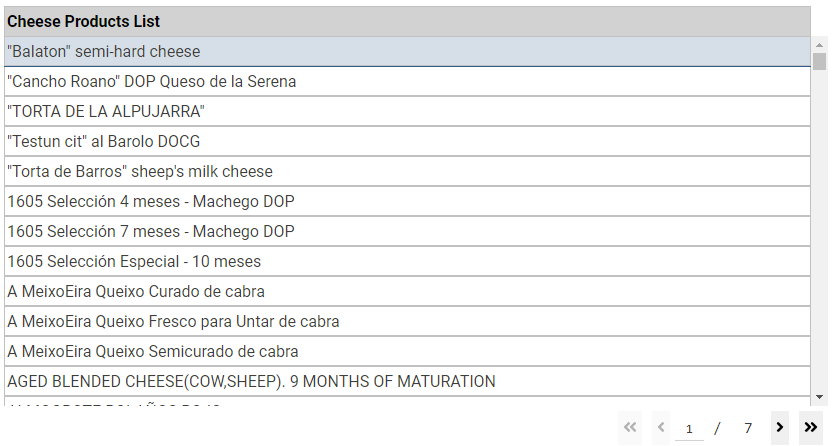 Cheese Products List
"Balaton" semi-hard cheese
"Cancho Roano" DOP Queso de la Serena
"TORTA DE LA ALPUJARRA"
"Testun cit" al Barolo DOCG
"Torta de Barros" sheep's milk cheese
1605 Selección 4 meses - Machego DOP
1605 Selección 7 meses - Machego DOP
1605 Selección Especial - 10 meses
A MeixoEira Queixo Curado de cabra
A MeixoEira Queixo Fresco para Untar de cabra
A MeixoEira Queixo Semicurado de cabra
AGED BLENDED CHEESE(COW,SHEEP). 9 MONTHS OF MATURATION
1 / 7